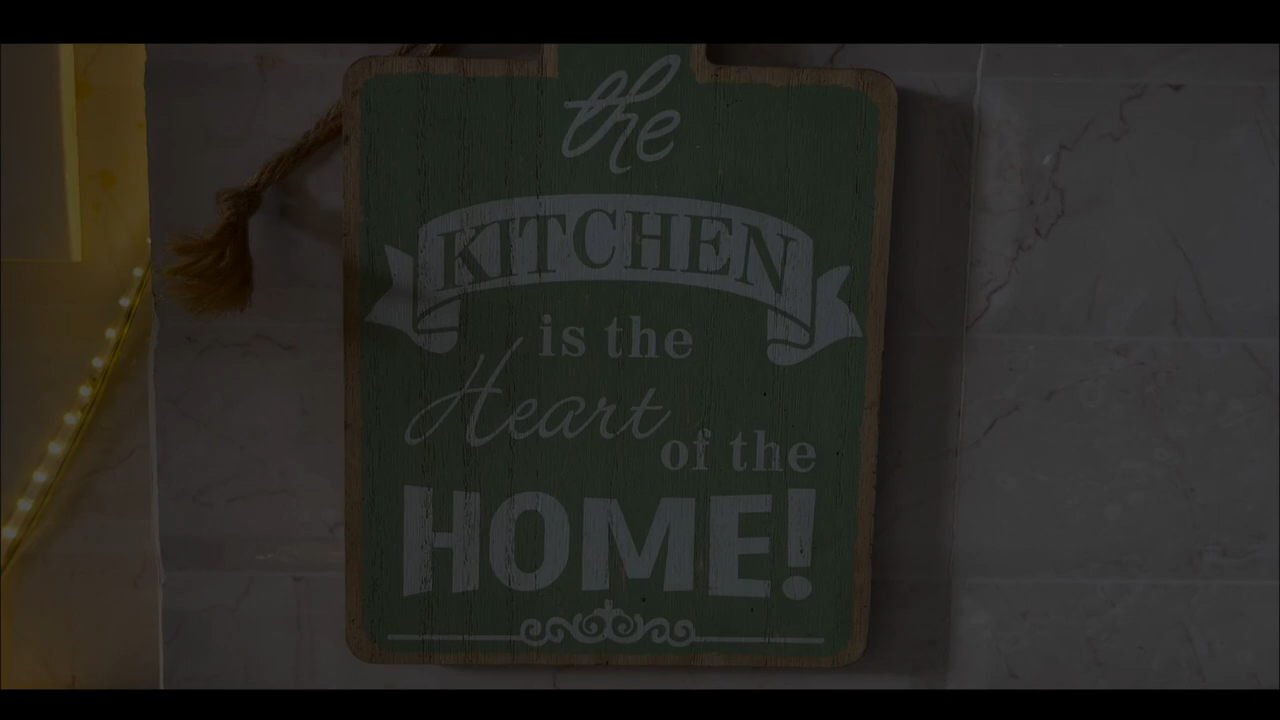 the
KITCHEN
is the
Heart
of the
HOME!